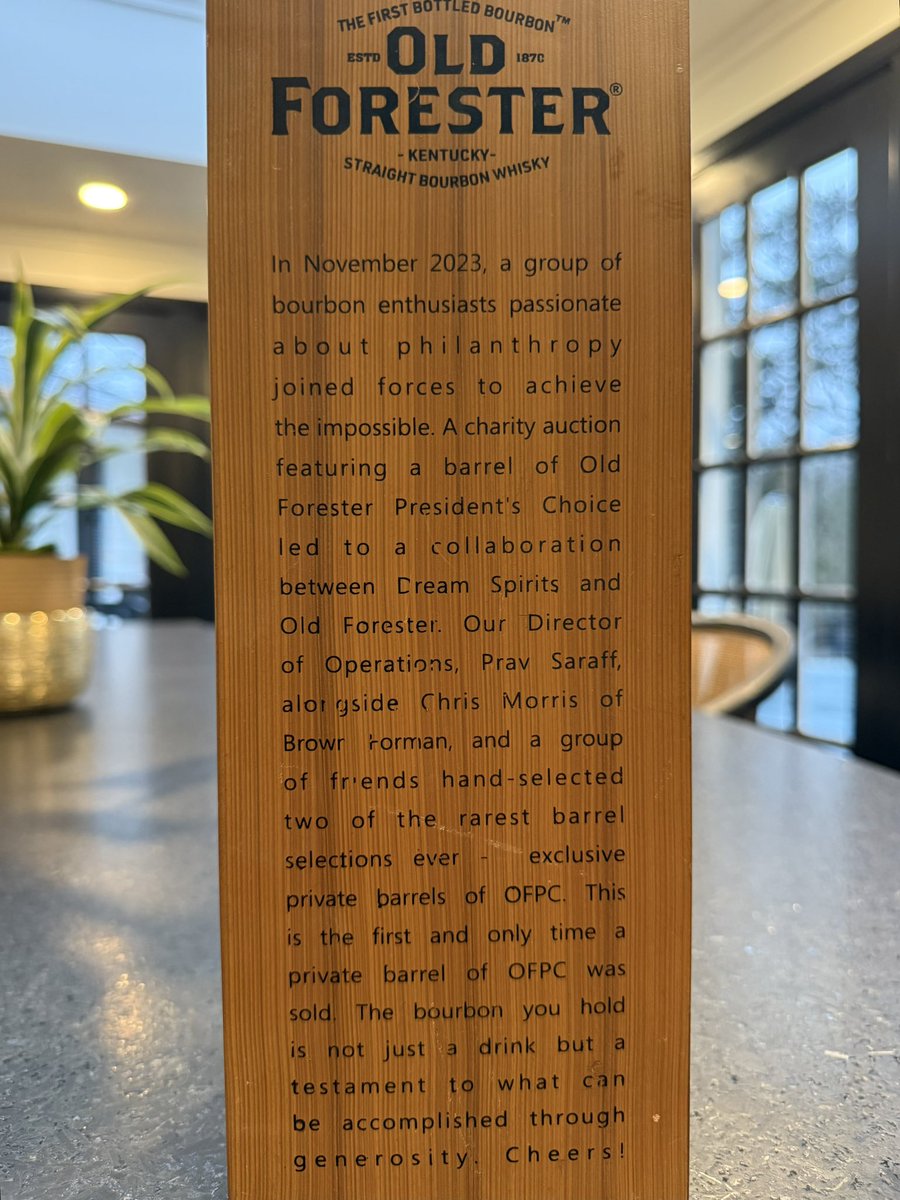 THE FIRST BOTTLED BOURBON™
ESTD OLD 1870
FORESTER®
- KENTUCKY-
STRAIGHT BOURBON WHISKY
In November 2023, a group of
bourbon enthusiasts passionate
about philanthropy
joined forces to achieve
the impossible. A charity auction
featuring a barrel of Old
Forester President's Choice
led to a collaboration
between Dream Spirits and
Old Forester. Our Director
of Operations, Prav Saraff,
alongside Chris Morris of
Brown Forman, and a group
of friends hand-selected
two of the rarest barrel
selections ever - exclusive
private barrels of OFPC. This
is the first and only time a
private barrel of OFPC was
sold. The bourbon you hold
is not just a drink but a
testament to what can
be accomplished through
generosity. Cheers!